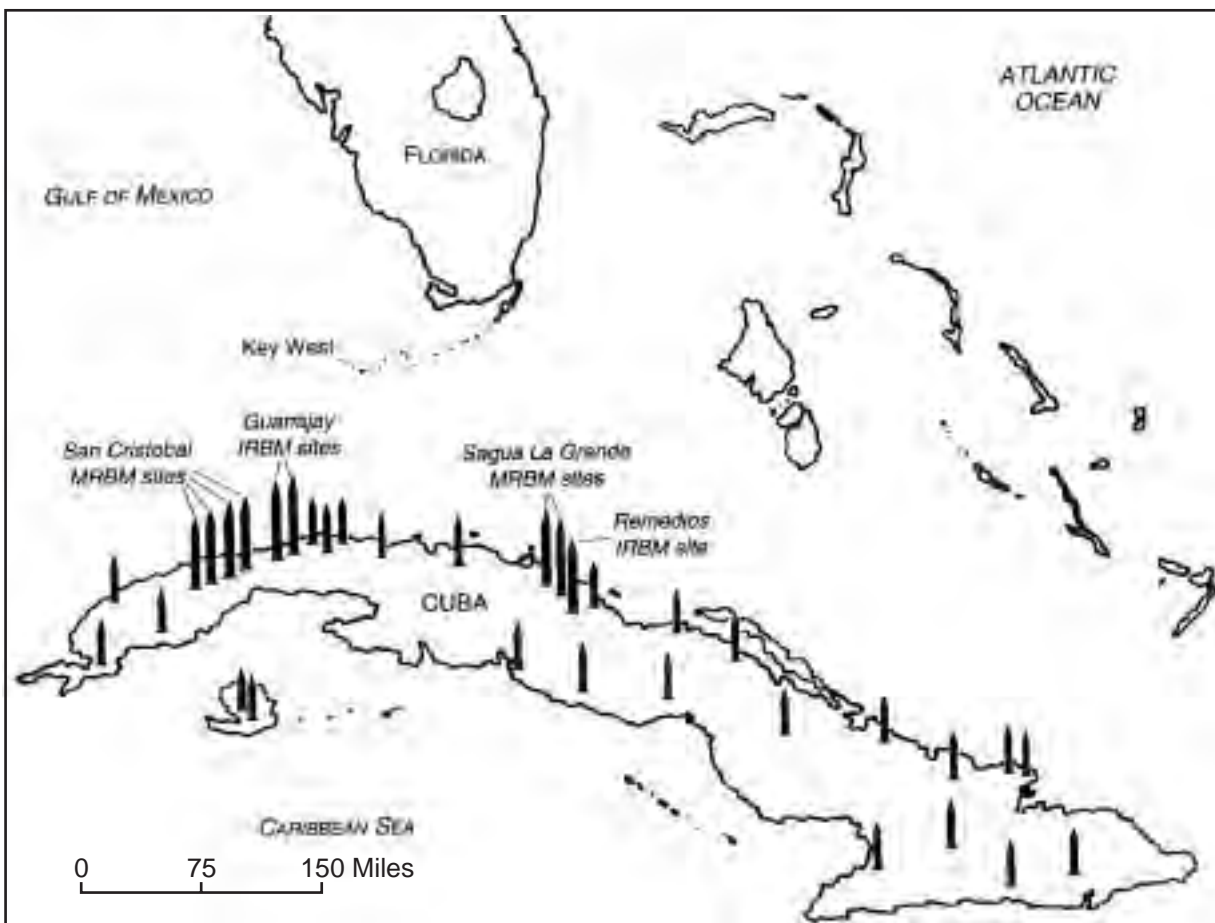 ATLANTIC
OCEAN
FLORIDA
GULF OF MEXICO
Key West
Guanajay
IRBM sites
San Cristobal
MRBM sites
Sagua La Grande
MRBM sites
Remedios
IRBM site
CUBA
CARIBBEAN SEA
0 75 150 Miles